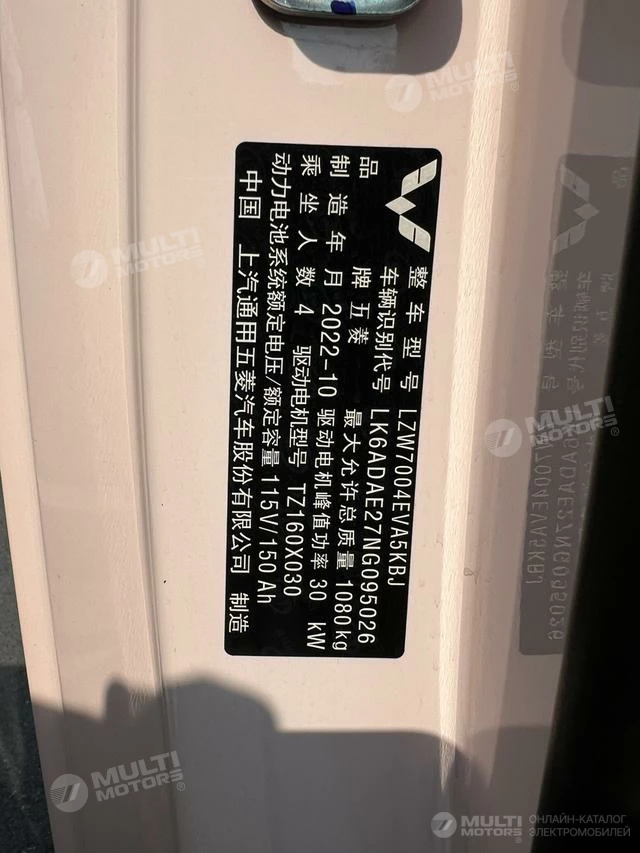 整车型号 LZW7004EVA5KBJ
车辆识别代号 LK6ADAE27NG095026
品牌 五菱 最大允许总质量 1080kg
制造年月 2022-10 驱动电机峰值功率 30 kW
乘坐人数 4 驱动电机型号 TZ160X030
动力电池系统额定电压/额定容量 115V/150 Ah
中国 上汽通用五菱汽车股份有限公司 制造
MULTI
MOTORS®
MULTI
MOTORS®
MULTI
MOTORS®
MULTI
MOTORS®
MULTI
MOTORS®
ОНЛАЙН-КАТАЛОГ
ЭЛЕКТРОМОБИЛЕЙ